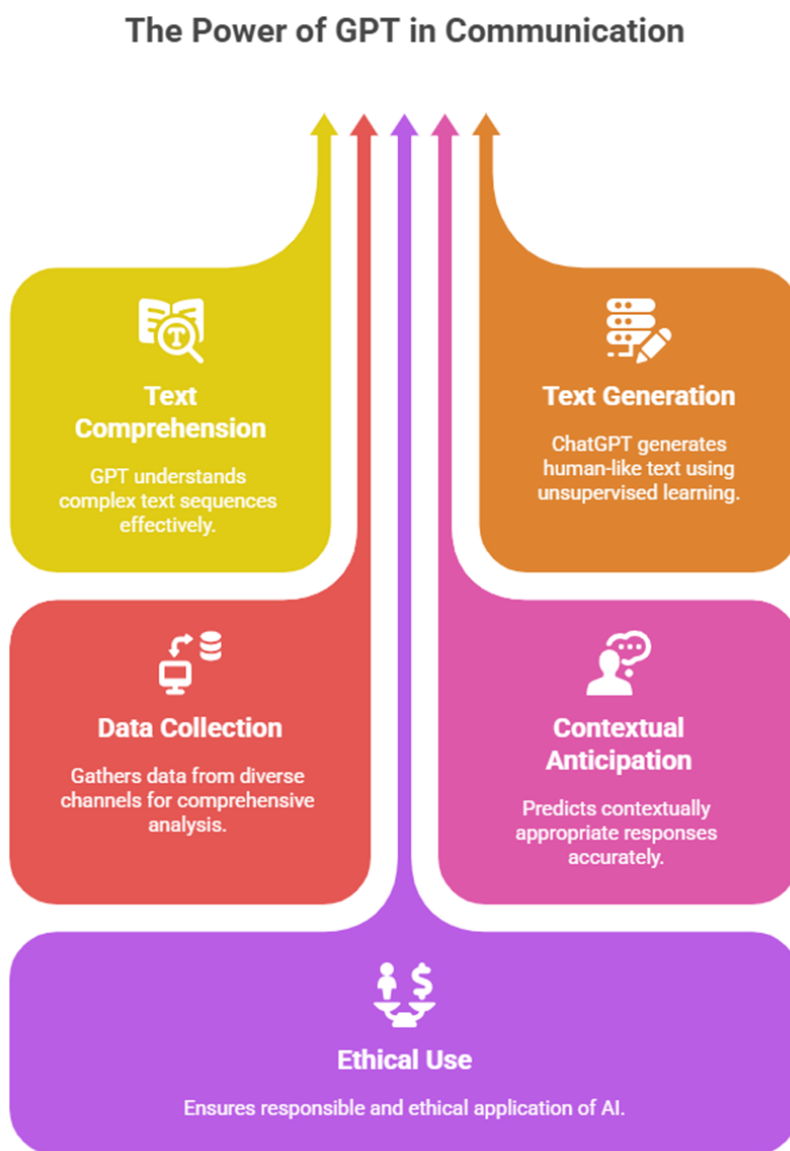 The Power of GPT in Communication
Text
Comprehension
GPT understands
complex text sequences
effectively.
Text Generation
ChatGPT generates
human-like text using
unsupervised learning.
Data Collection
Gathers data from diverse
channels for comprehensive
analysis.
Contextual
Anticipation
Predicts contextually
appropriate responses
accurately.
Ethical Use
Ensures responsible and ethical application of AI.